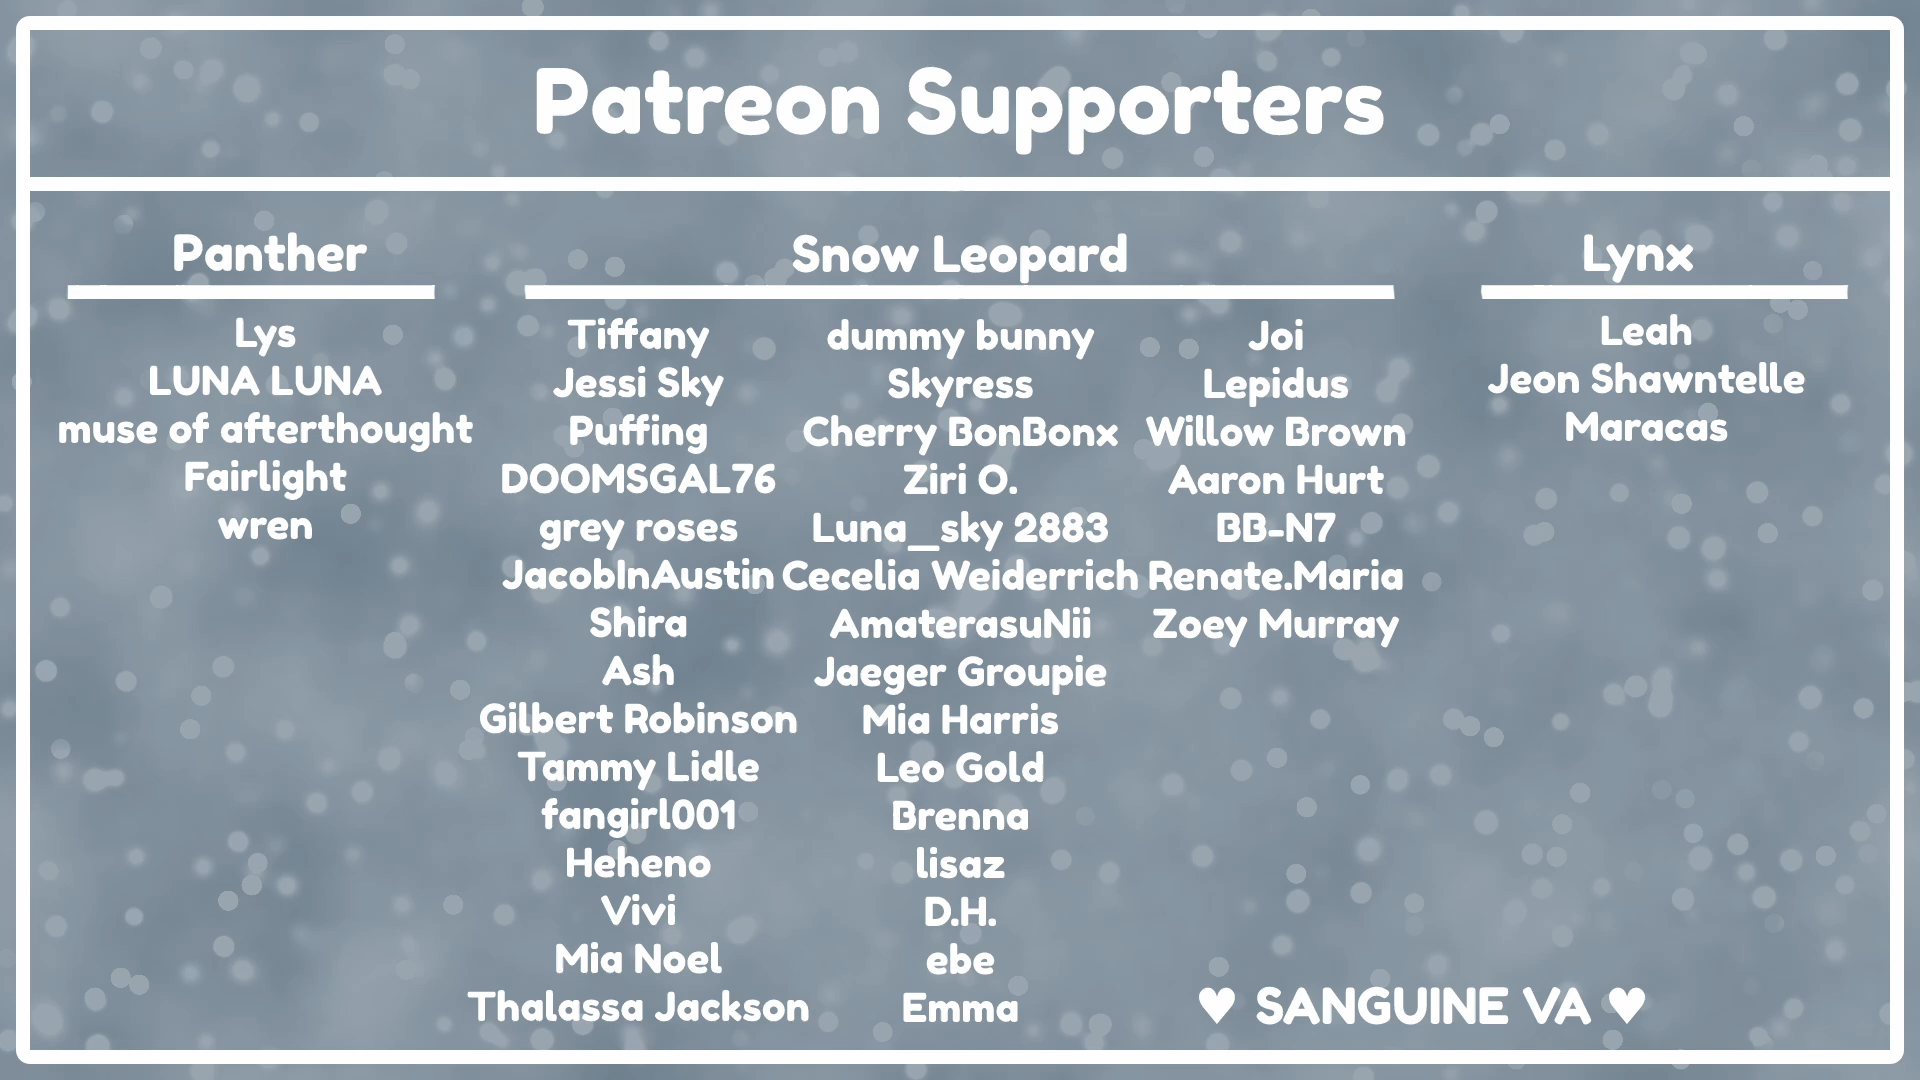 Patreon Supporters
Panther
Lys
LUNA LUNA
muse of afterthought
Fairlight
wren
Snow Leopard
Tiffany
Jessi Sky
Puffing
DOOMSGAL76
grey roses
JacobInAustin
Shira
Ash
Gilbert Robinson
Tammy Lidle
fangirl001
Heheno
Vivi
Mia Noel
Thalassa Jackson
dummy bunny
Skyress
Cherry BonBonx
Ziri O.
Luna_sky 2883
Cecelia Weiderrich
AmaterasuNii
Jaeger Groupie
Mia Harris
Leo Gold
Brenna
lisaz
D.H.
ebe
Emma
Joi
Lepidus
Willow Brown
Aaron Hurt
BB-N7
Renate.Maria
Zoey Murray
Lynx
Leah
Jeon Shawntelle
Maracas
♥ SANGUINE VA ♥